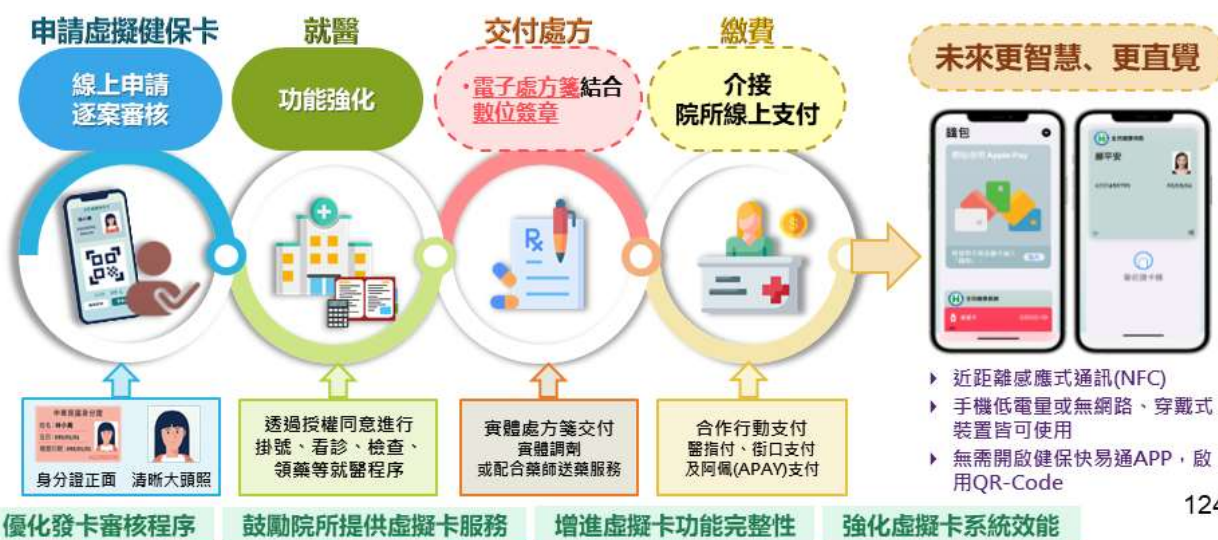 申請虛擬健保卡
線上申請
逐案審核
就醫
功能強化
交付處方
•電子處方箋結合
數位簽章
繳費
介接
院所線上支付
未來更智慧、更直覺
Rx
錢包
身分證正面
清晰大頭照
透過授權同意進行
掛號、看診、檢查、
領藥等就醫程序
實體處方箋交付
實體調劑
或配合藥師送藥服務
合作行動支付
醫指付、街口支付
及阿佩(APAY)支付
近距離感應式通訊(NFC)
手機低電量或無網路、穿戴式
裝置皆可使用
無需開啟健保快易通APP,啟
用QR-Code
124
優化發卡審核程序
鼓勵院所提供虛擬卡服務
增進虛擬卡功能完整性
強化虛擬卡系統效能